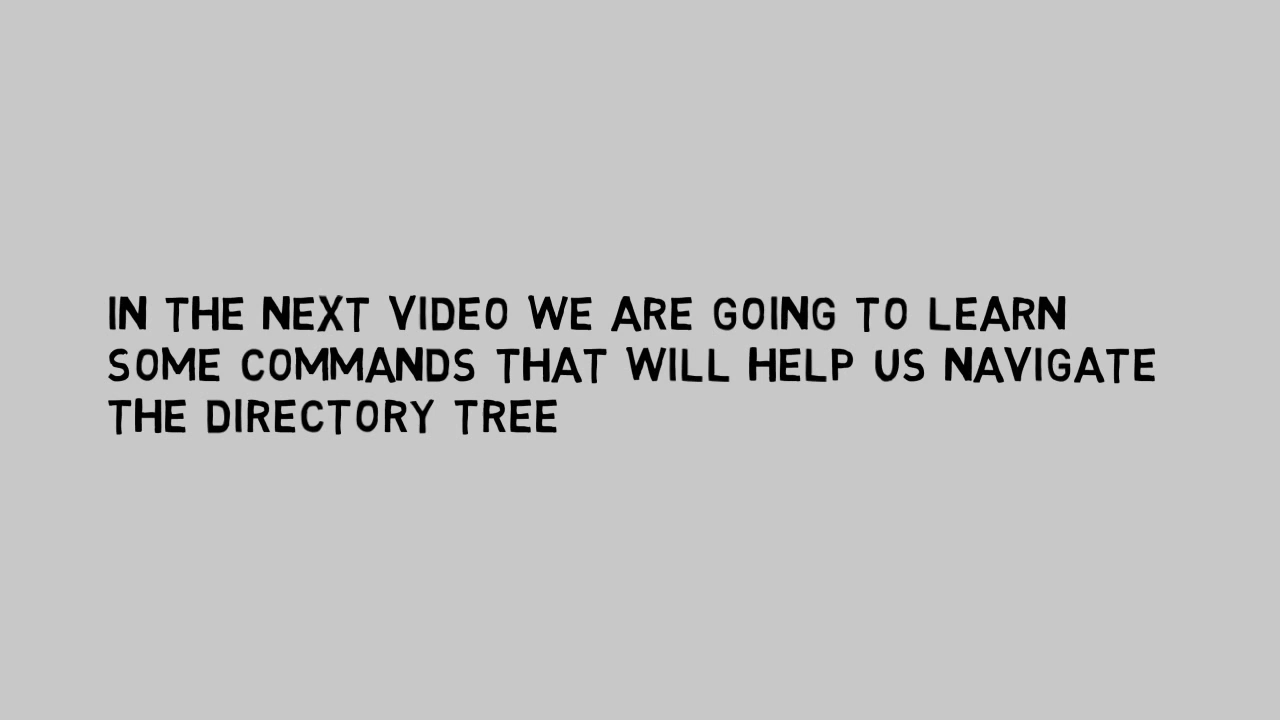 IN THE NEXT VIDEO WE ARE GOING TO LEARN
SOME COMMANDS THAT WILL HELP US NAVIGATE
THE DIRECTORY TREE